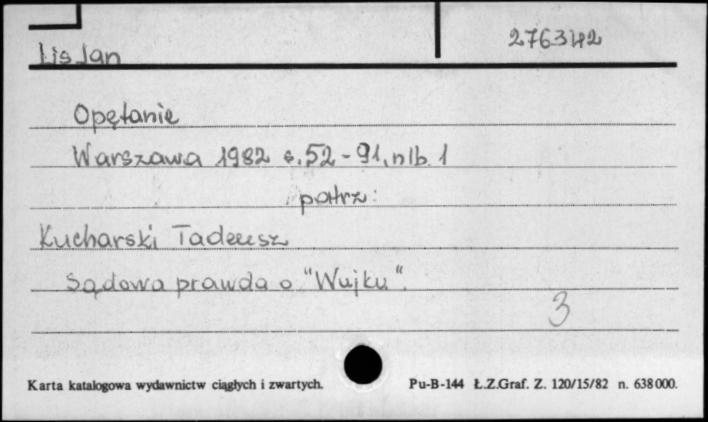 276342
Lis Jan
Opętanie
Warszawa 1982 s. 52-91, nlb. 1
patrz:
Kucharski Tadeusz
Sądowa prawda o "Wujku".
3
Karta katalogowa wydawnictw ciągłych i zwartych. Pu-B-144 Ł.Z.Graf. Z. 120/15/82 n. 638000.